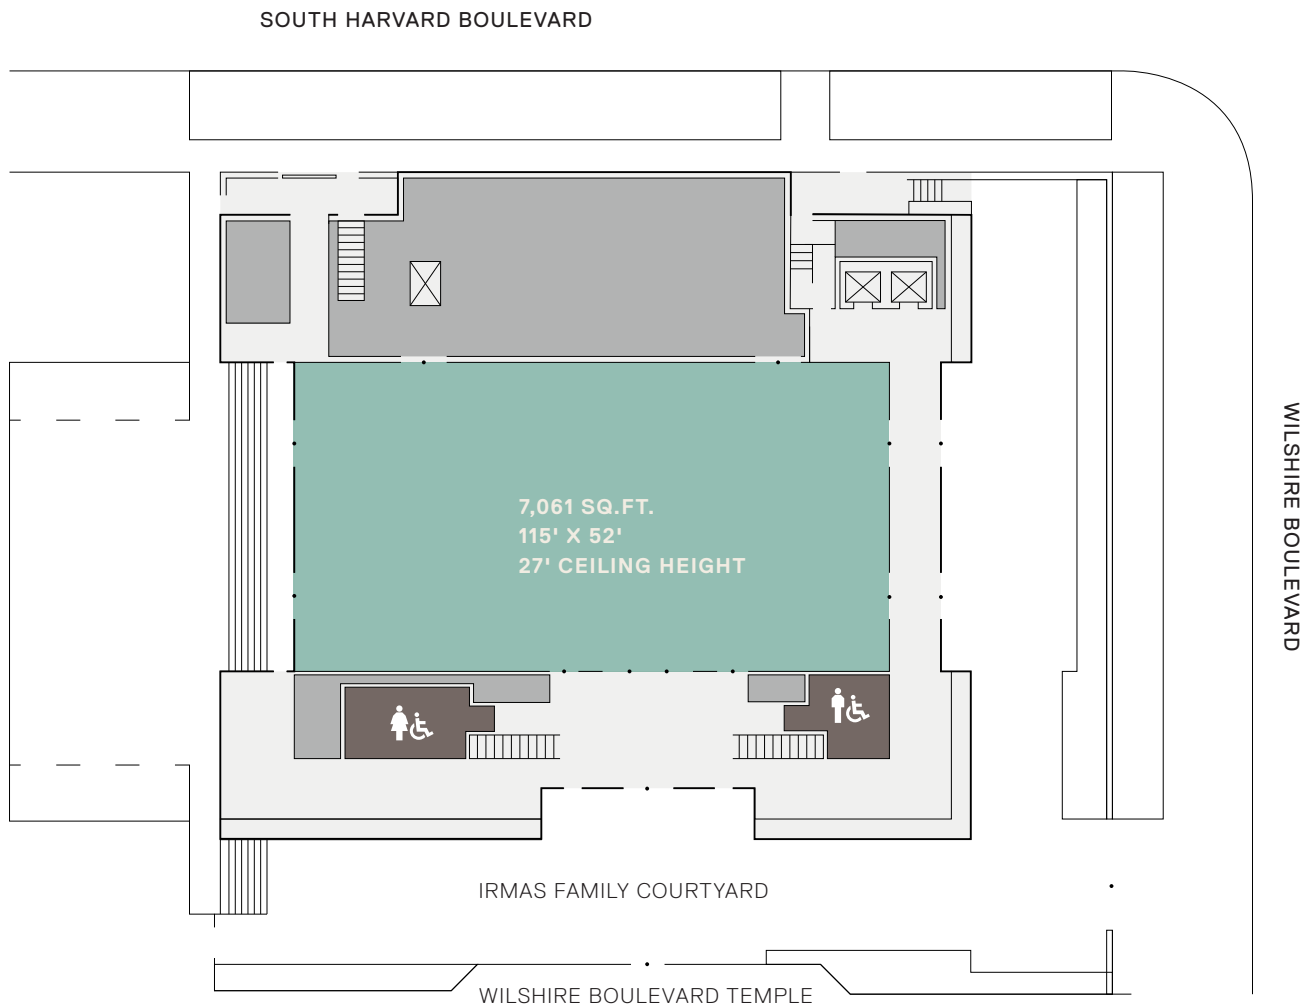 SOUTH HARVARD BOULEVARD
WILSHIRE BOULEVARD
7,061 SQ.FT.
115' X 52'
27' CEILING HEIGHT
IRMAS FAMILY COURTYARD
WILSHIRE BOULEVARD TEMPLE